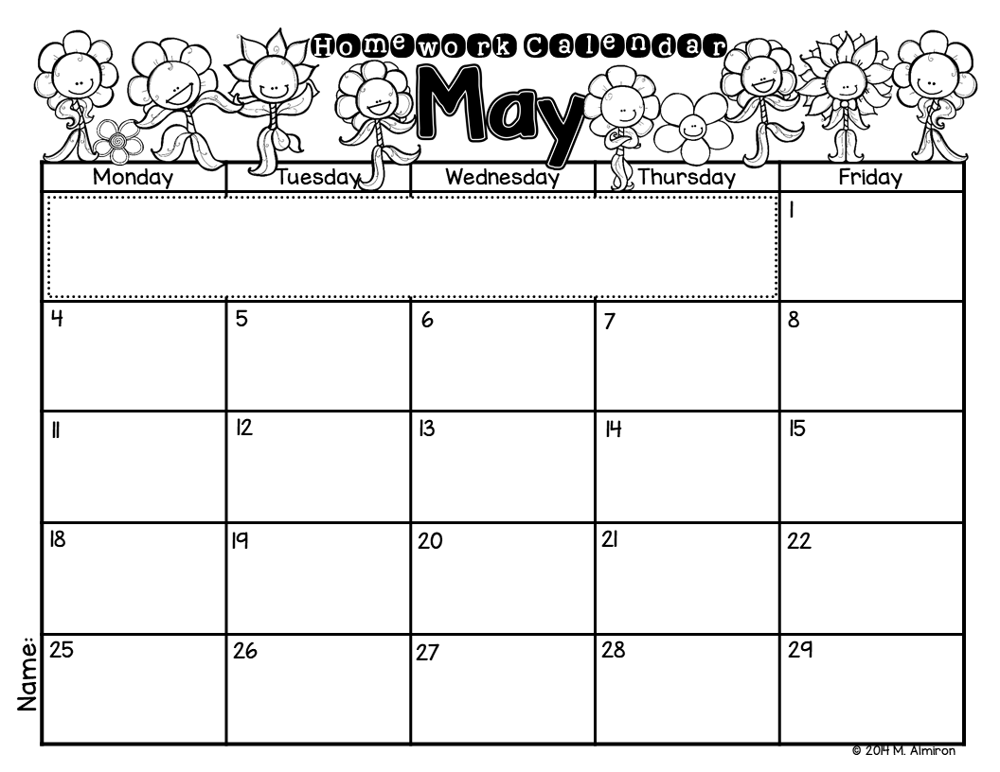 Homework Calendar
May
Monday Tuesday Wednesday Thursday Friday
1
4 5 6 7 8
11 12 13 14 15
18 19 20 21 22
25 26 27 28 29
Name:
© 2014 M. Almiron